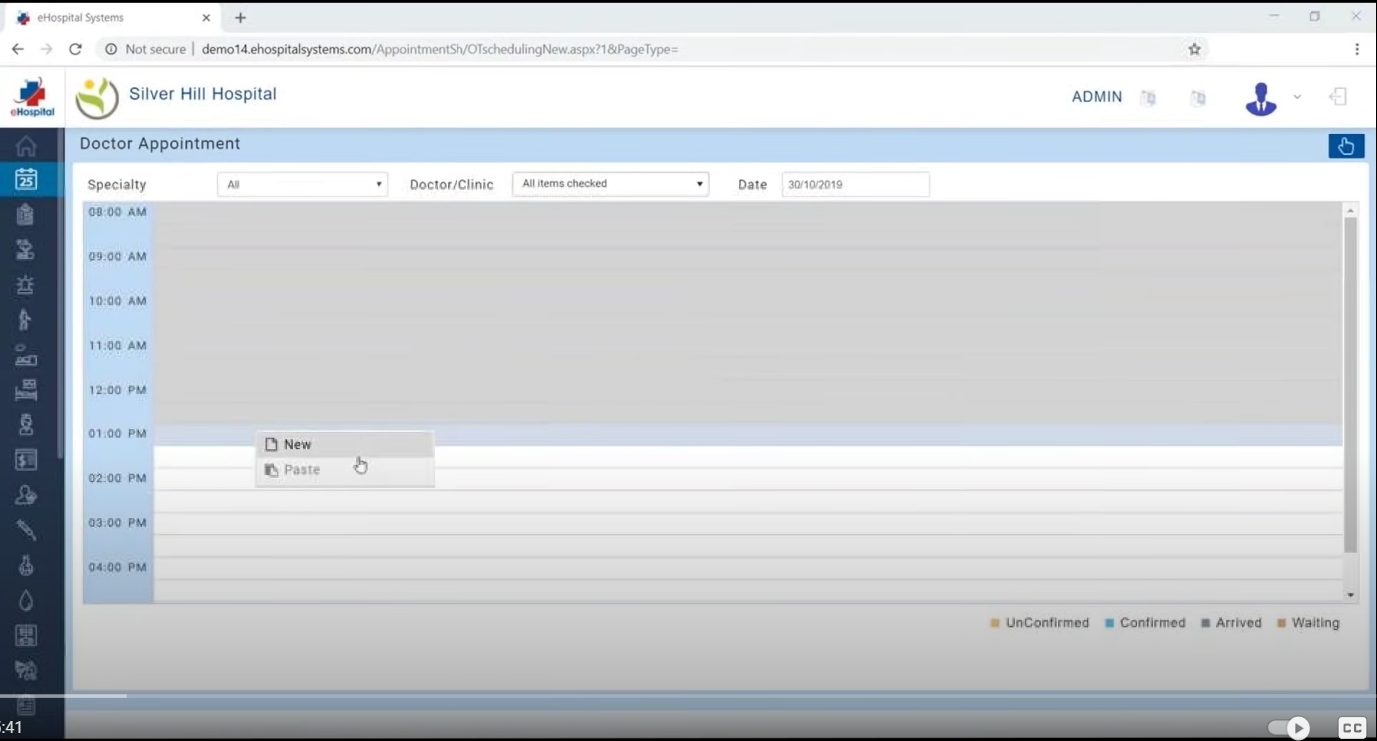 eHospital Systems
Not secure | demo14.ehospitalsystems.com/AppointmentSh/OTschedulingNew.aspx?1&PageType=
eHospital
Silver Hill Hospital
ADMIN
Doctor Appointment
25
Specialty All Doctor/Clinic All items checked Date 30/10/2019
08:00 AM
09:00 AM
10:00 AM
11:00 AM
12:00 PM
01:00 PM
New
Paste
02:00 PM
03:00 PM
04:00 PM
UnConfirmed Confirmed Arrived Waiting
:41
CC